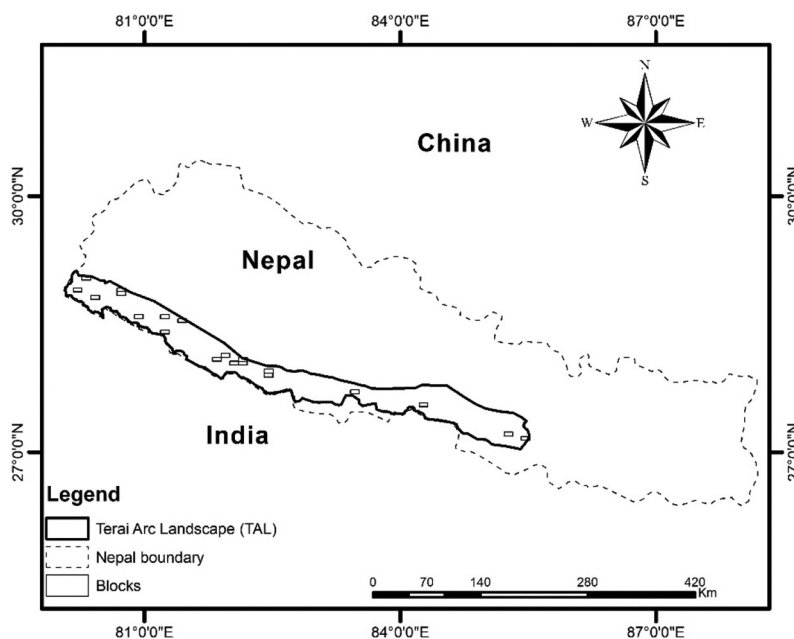 81°0'0"E 84°0'0"E 87°0'0"E
N
W E
S
China
30°0'0"N 30°0'0"N
Nepal
India
27°0'0"N 27°0'0"N
Legend
Terai Arc Landscape (TAL)
Nepal boundary
Blocks
0 70 140 280 420
Km
81°0'0"E 84°0'0"E 87°0'0"E